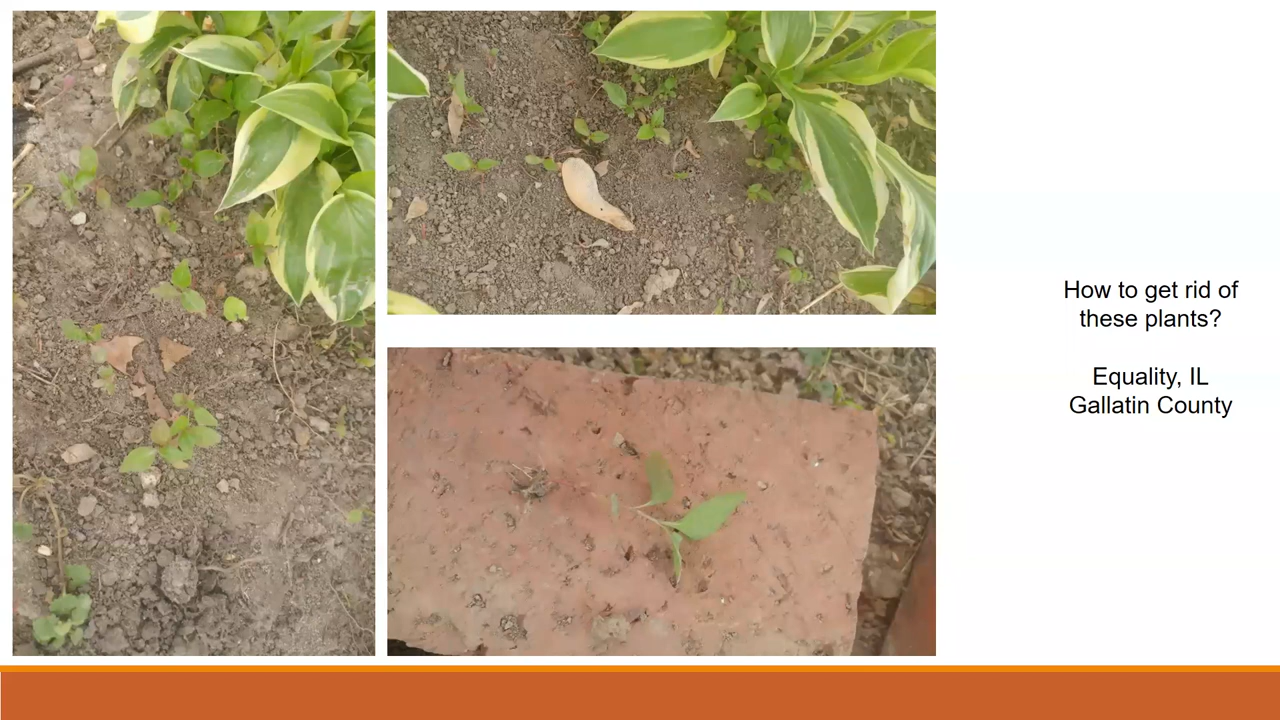 How to get rid of
these plants?
Equality, IL
Gallatin County